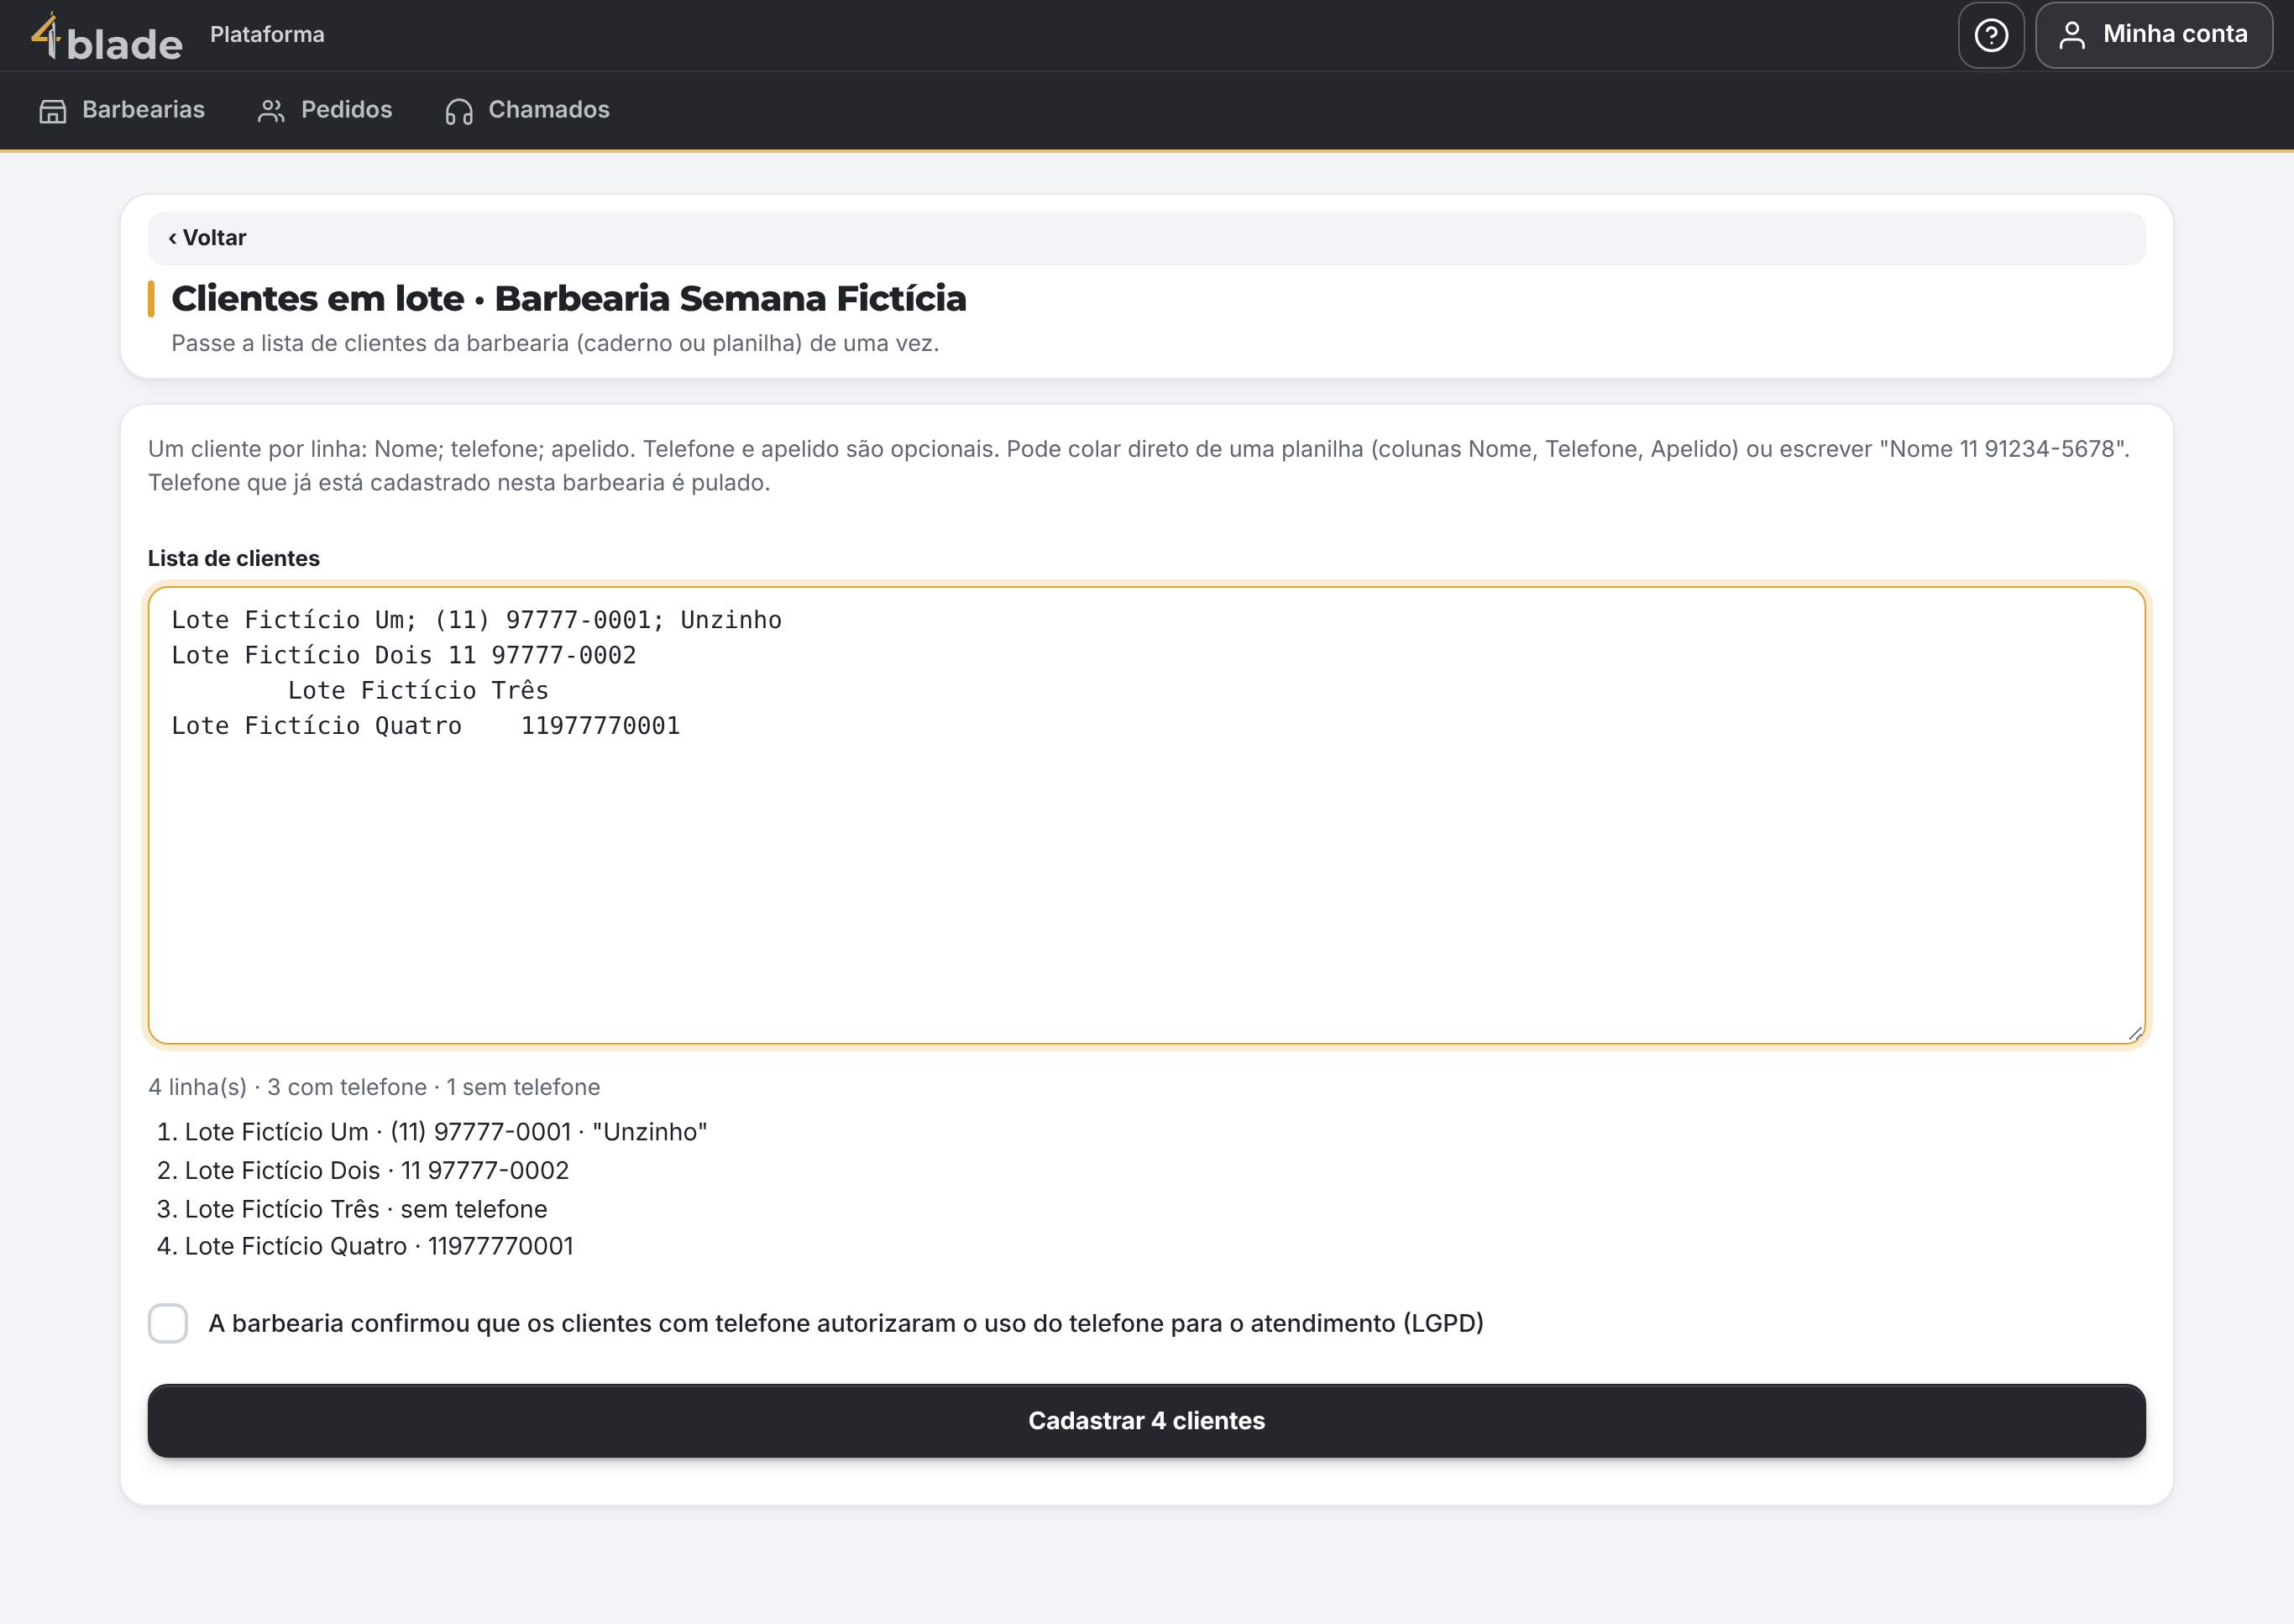 4blade
Plataforma
Minha conta
Barbearias
Pedidos
Chamados
‹ Voltar
Clientes em lote · Barbearia Semana Fictícia
Passe a lista de clientes da barbearia (caderno ou planilha) de uma vez.
Um cliente por linha: Nome; telefone; apelido. Telefone e apelido são opcionais. Pode colar direto de uma planilha (colunas Nome, Telefone, Apelido) ou escrever "Nome 11 91234-5678".
Telefone que já está cadastrado nesta barbearia é pulado.
Lista de clientes
Lote Fictício Um; (11) 97777-0001; Unzinho
Lote Fictício Dois 11 97777-0002
Lote Fictício Três
Lote Fictício Quatro    11977770001
4 linha(s) · 3 com telefone · 1 sem telefone
1. Lote Fictício Um · (11) 97777-0001 · "Unzinho"
2. Lote Fictício Dois · 11 97777-0002
3. Lote Fictício Três · sem telefone
4. Lote Fictício Quatro · 11977770001
A barbearia confirmou que os clientes com telefone autorizaram o uso do telefone para o atendimento (LGPD)
Cadastrar 4 clientes